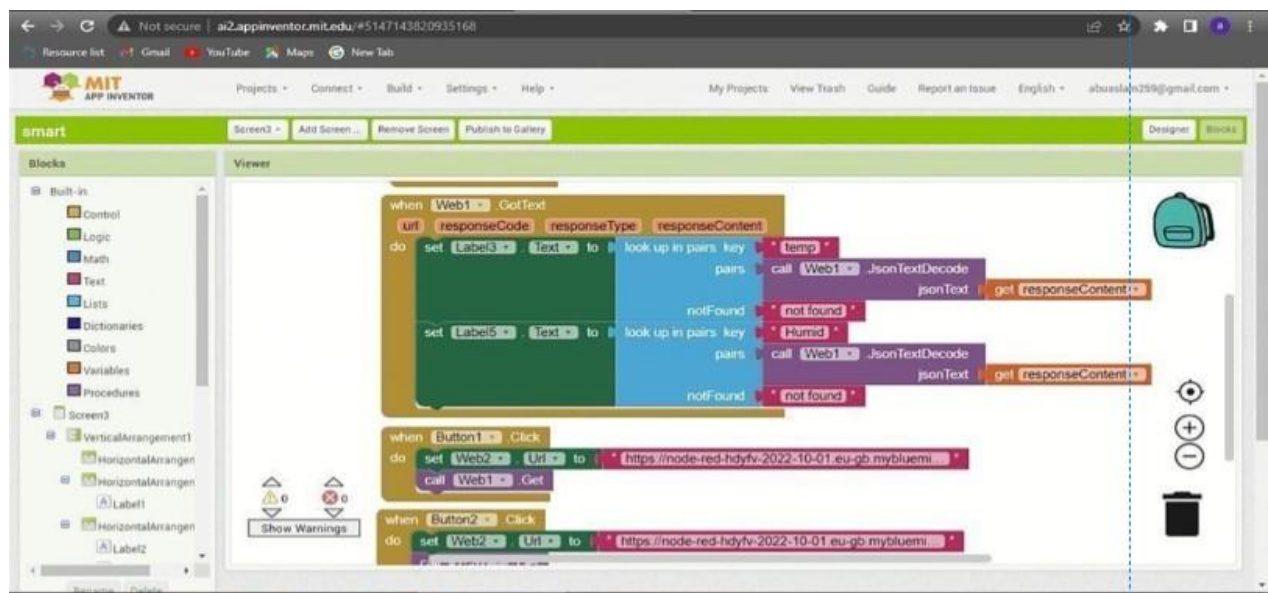 Not secure | ai2.appinventor.mit.edu/#5147143820935168
Resource list Gmail YouTube Maps New Tab
MIT
APP INVENTOR
Projects Connect Build Settings Help My Projects View Trash Guide Report an Issue English abuaslam259@gmail.com
smart Screen3 Add Screen ... Remove Screen Publish to Gallery Designer Blocks
Blocks Viewer
Built-in
Control
Logic
Math
Text
Lists
Dictionaries
Colors
Variables
Procedures
Screen3
VerticalArrangement1
HorizontalArrangen
HorizontalArrangen
Label1
HorizontalArrangen
Label2
Rename Delete
when Web1 .GotText
url responseCode responseType responseContent
do set Label3 . Text to look up in pairs key " temp "
pairs call Web1 .JsonTextDecode
jsonText get responseContent
notFound " not found "
set Label5 . Text to look up in pairs key " Humid "
pairs call Web1 .JsonTextDecode
jsonText get responseContent
notFound " not found "
when Button1 .Click
do set Web2 . Url to " https://node-red-hdyfv-2022-10-01.eu-gb.mybluemi... "
call Web1 .Get
when Button2 .Click
do set Web2 . Url to " https://node-red-hdyfv-2022-10-01.eu-gb.mybluemi... "
0 0
Show Warnings